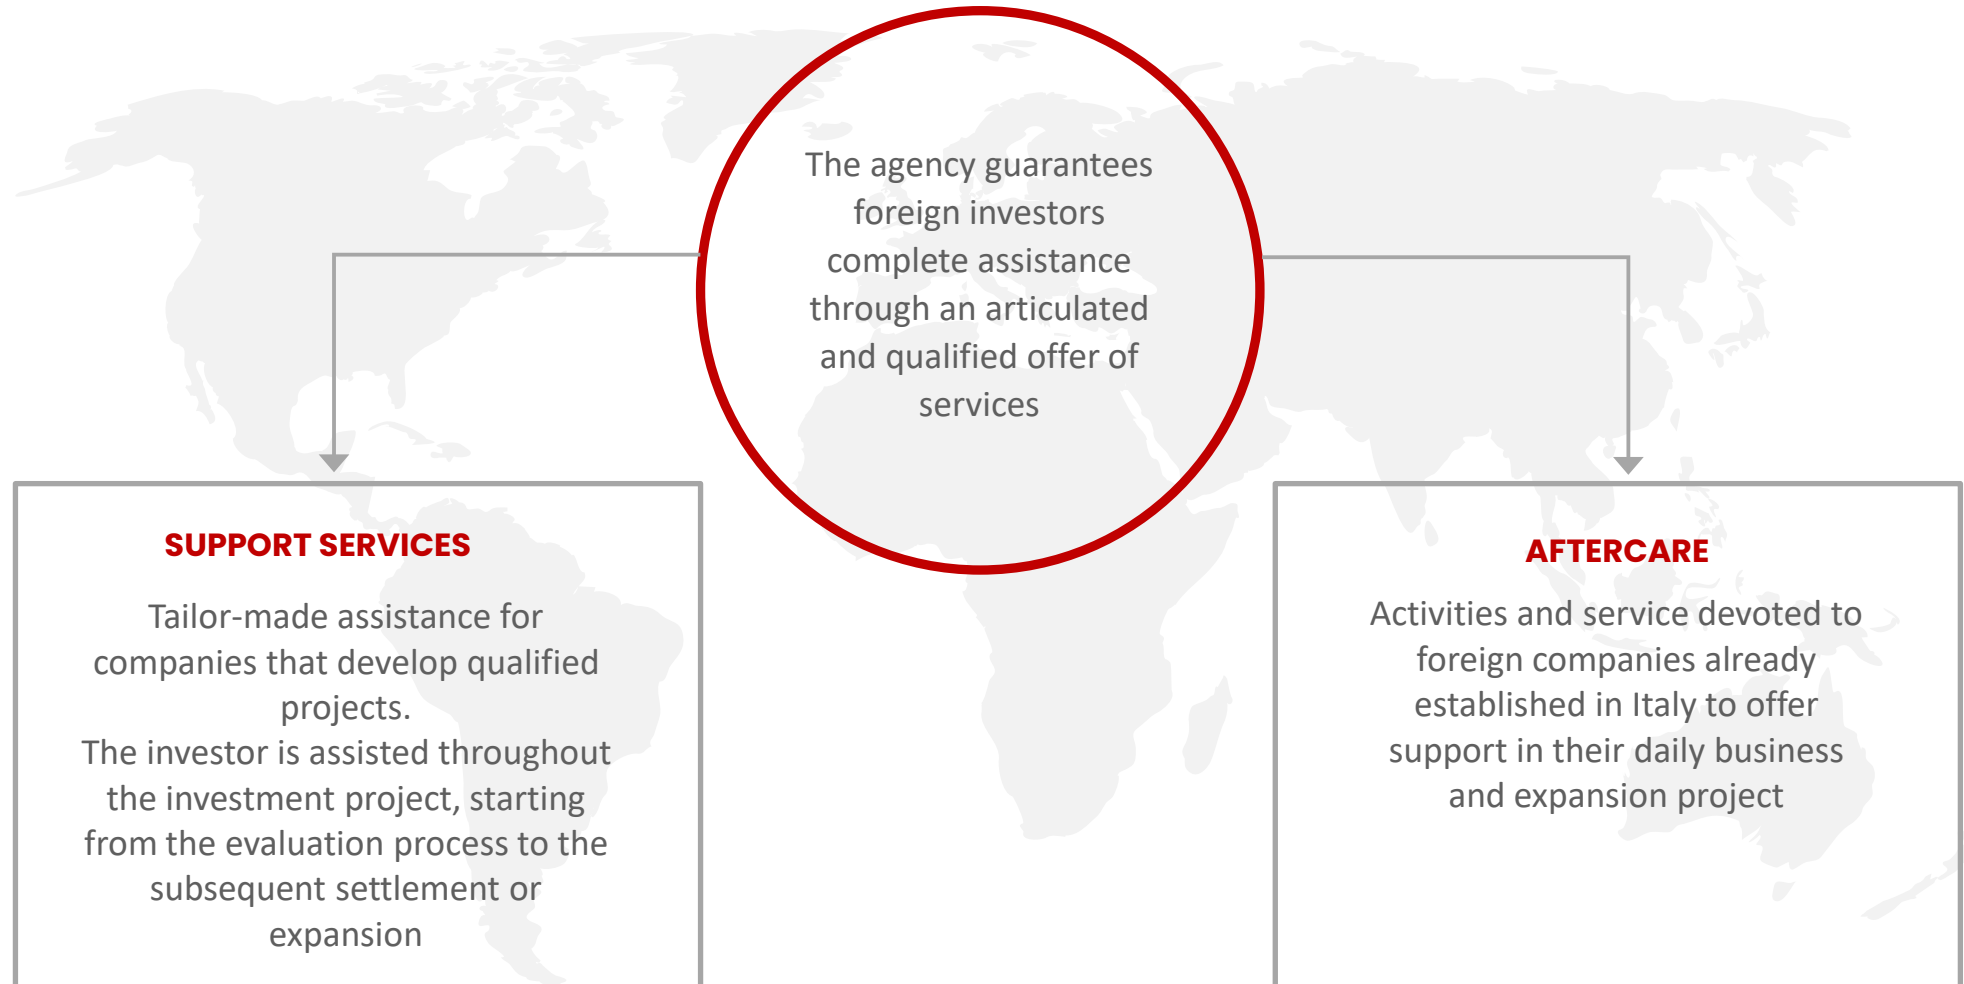 The agency guarantees
foreign investors
complete assistance
through an articulated
and qualified offer of
services
SUPPORT SERVICES
Tailor-made assistance for
companies that develop qualified
projects.
The investor is assisted throughout
the investment project, starting
from the evaluation process to the
subsequent settlement or
expansion
AFTERCARE
Activities and service devoted to
foreign companies already
established in Italy to offer
support in their daily business
and expansion project